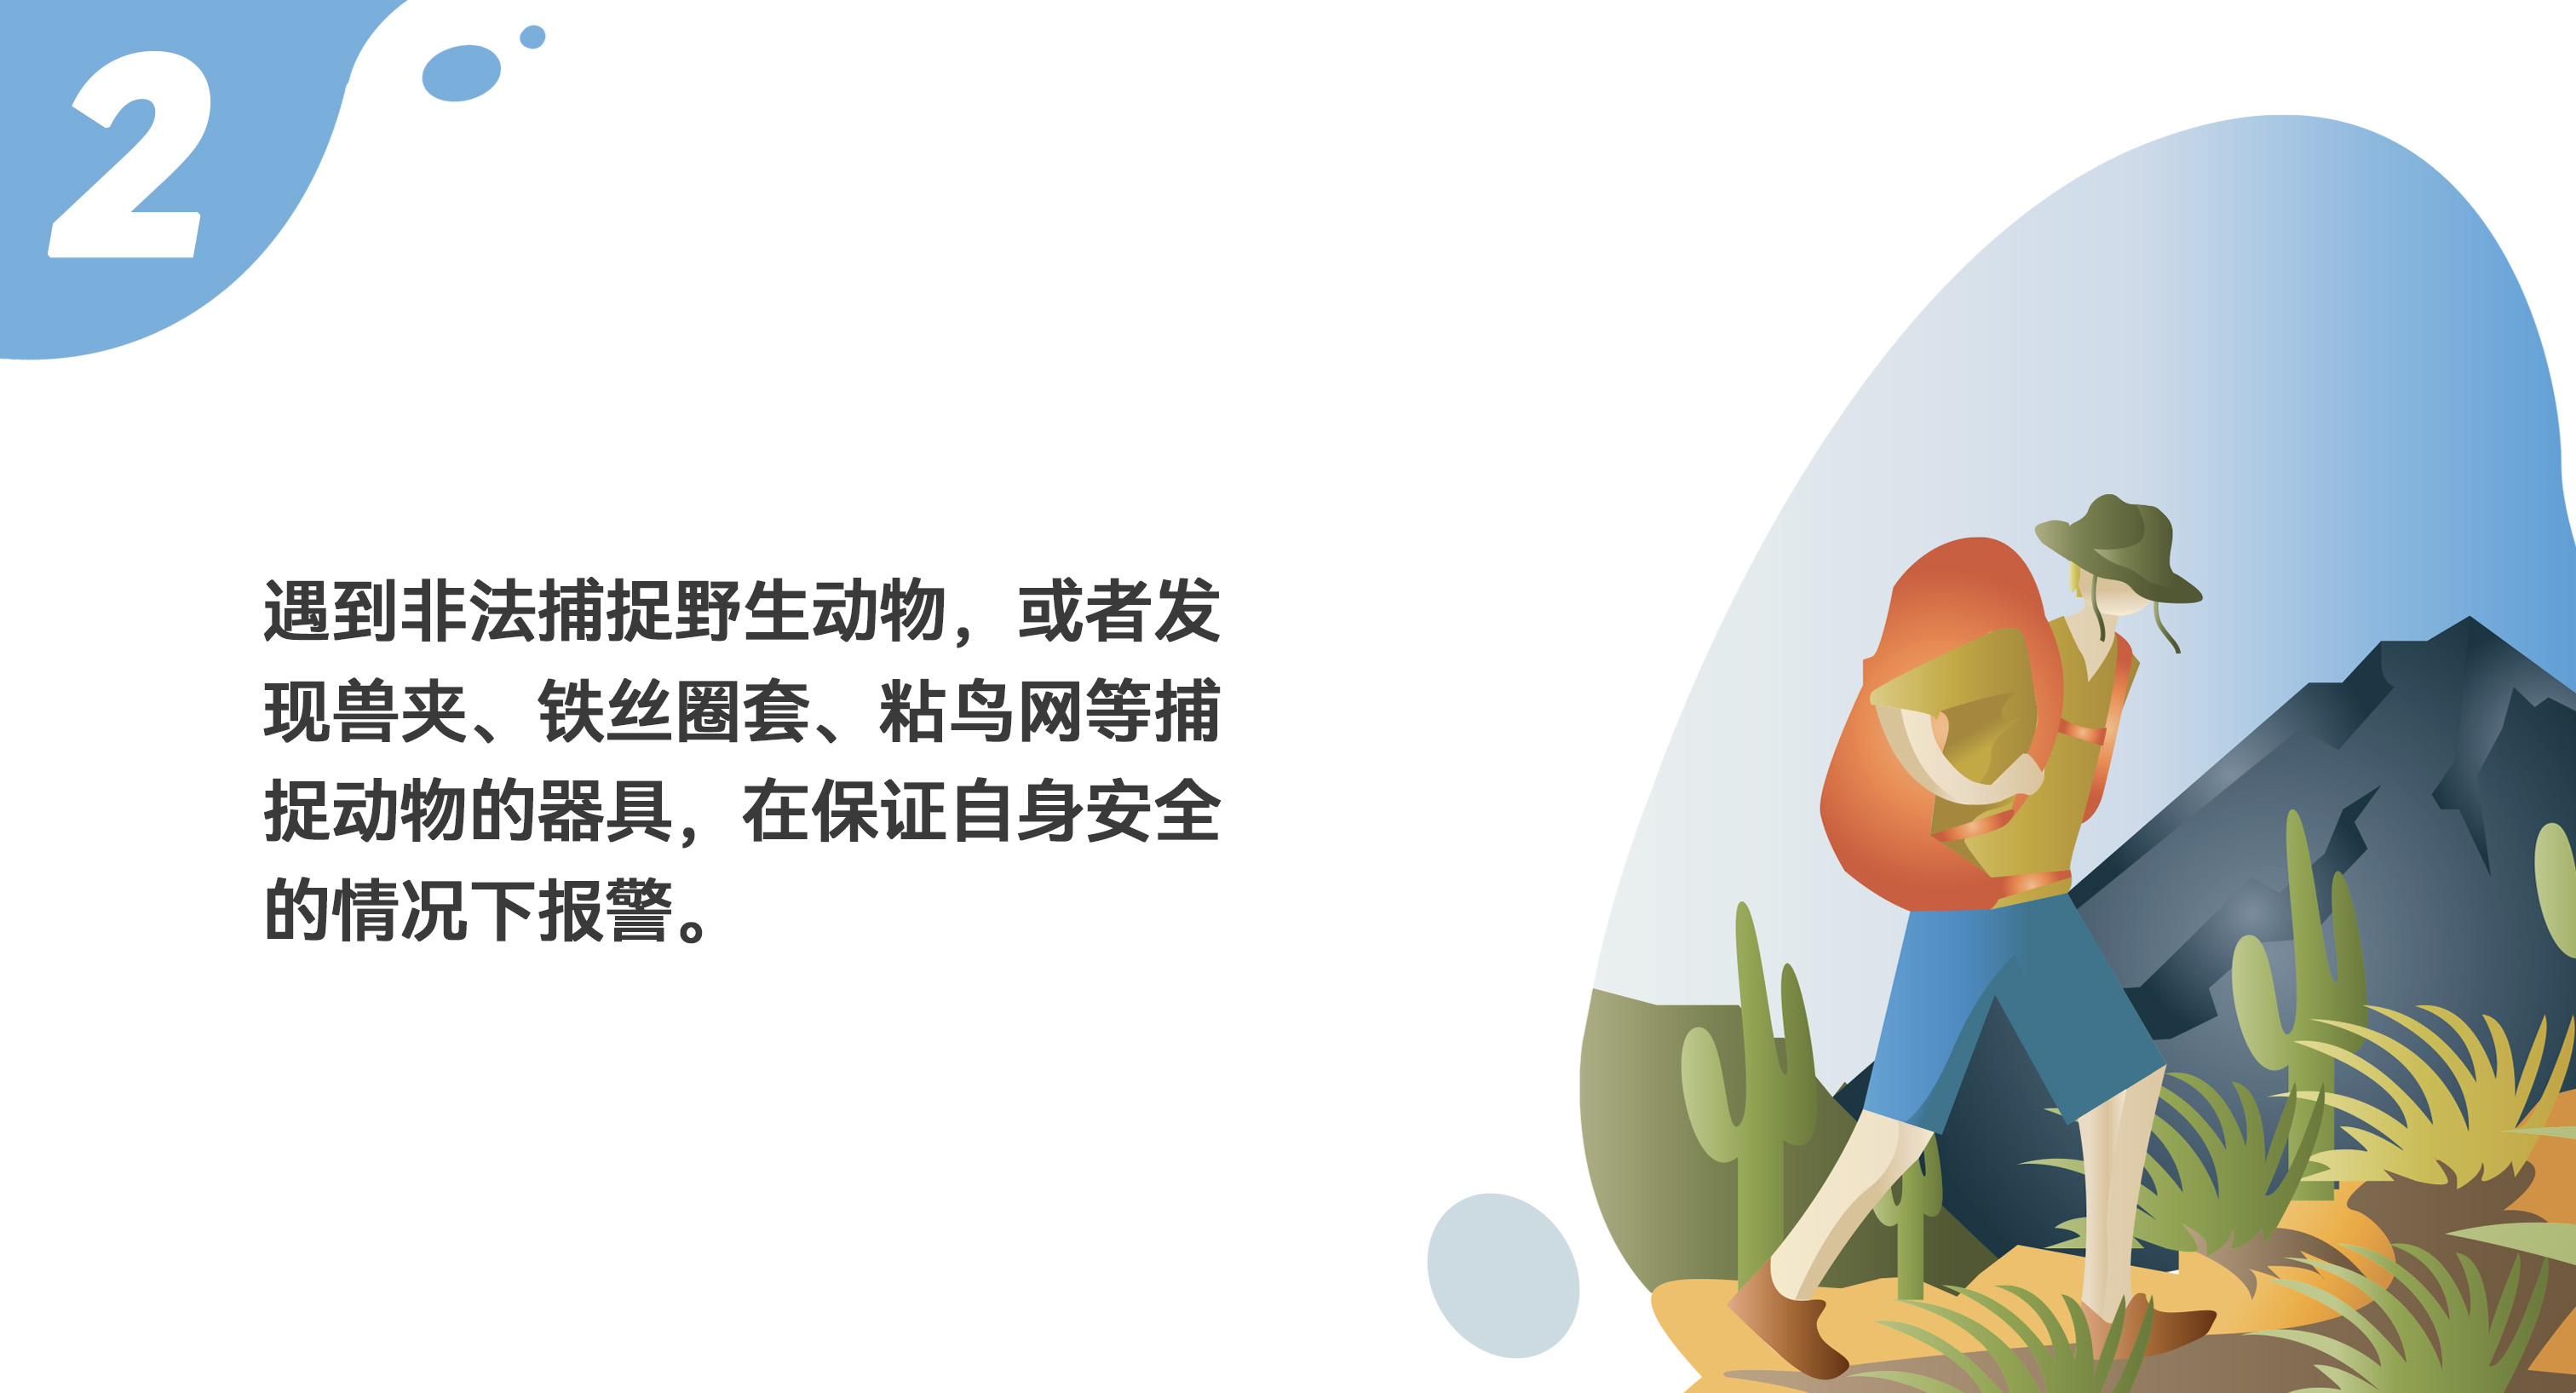 2
遇到非法捕捉野生动物，或者发
现兽夹、铁丝圈套、粘鸟网等捕
捉动物的器具，在保证自身安全
的情况下报警。